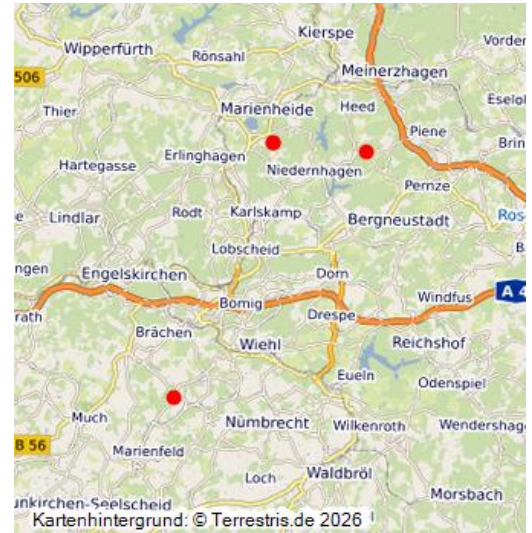 Kierspe
Wipperfürth
Rönsahl
Vorder
Meinerzhagen
506
Thier
Marienheide
Heed
Eselo
Piene
Brin
Erlinghagen
Hartegasse
Niedernhagen
Pernze
Rodt
Karlskamp
Lindlar
Bergneustadt
Ros
Lobscheid
ngen
Engelskirchen
Dorn
A 4
Windfus
Bomig
rath
Drespe
Brächen
Wiehl
Reichshof
Eueln
Odenspiel
Much
Nümbrecht
Wilkenroth
Wendershag
B 56
Marienfeld
Loch
Waldbröl
Morsbach
unkirchen-Seelscheid
Kartenhintergrund: © Terrestris.de 2026